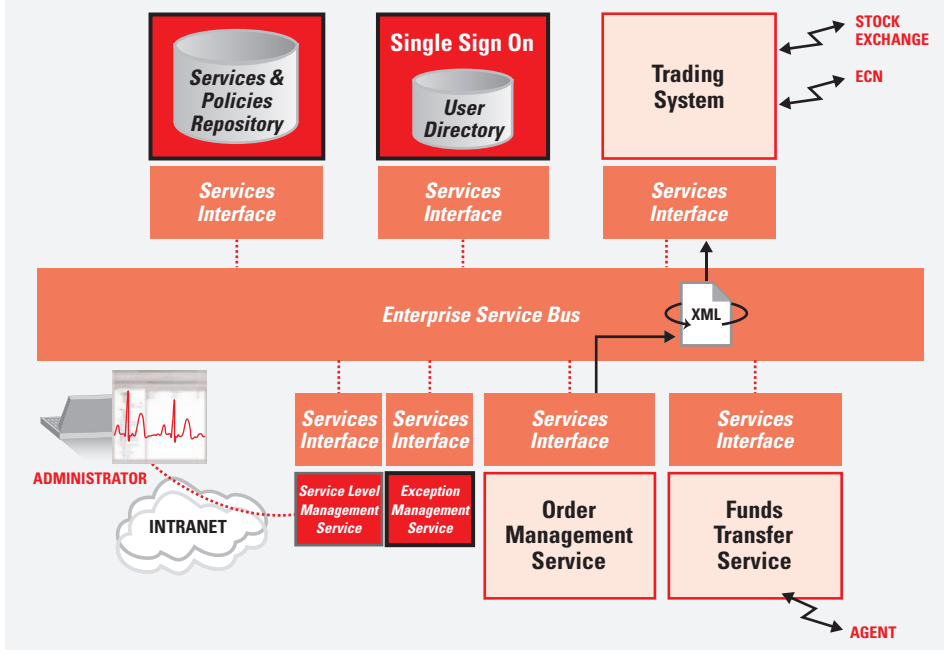 Services &
Policies
Repository
Single Sign On
User
Directory
Trading
System
STOCK
EXCHANGE
ECN
Services
Interface
Services
Interface
Services
Interface
Enterprise Service Bus
XML
ADMINISTRATOR
INTRANET
Services
Interface
Services
Interface
Services
Interface
Services
Interface
Service Level
Management
Service
Exception
Management
Service
Order
Management
Service
Funds
Transfer
Service
AGENT